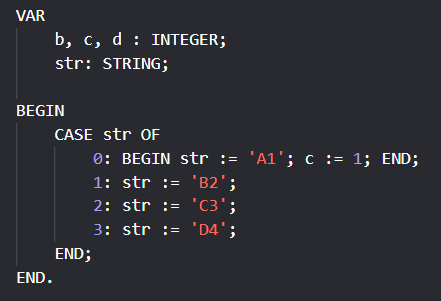 VAR
    b, c, d : INTEGER;
    str: STRING;

BEGIN
    CASE str OF
        0: BEGIN str := 'A1'; c := 1; END;
        1: str := 'B2';
        2: str := 'C3';
        3: str := 'D4';
    END;
END.